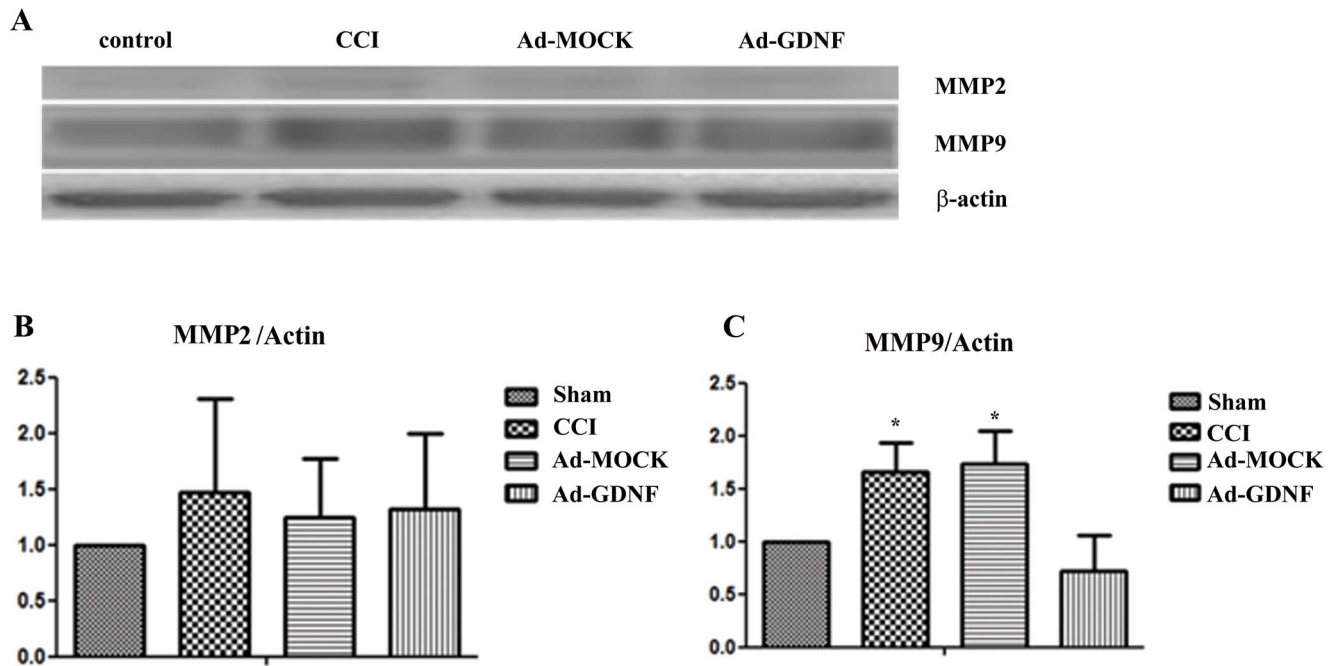 A
control CCI Ad-MOCK Ad-GDNF
MMP2
MMP9
β-actin
B
MMP2 /Actin
2.5
2.0
1.5
1.0
0.5
0.0
Sham
CCI
Ad-MOCK
Ad-GDNF
C
MMP9/Actin
2.5
2.0
1.5
1.0
0.5
0.0
* *
Sham
CCI
Ad-MOCK
Ad-GDNF